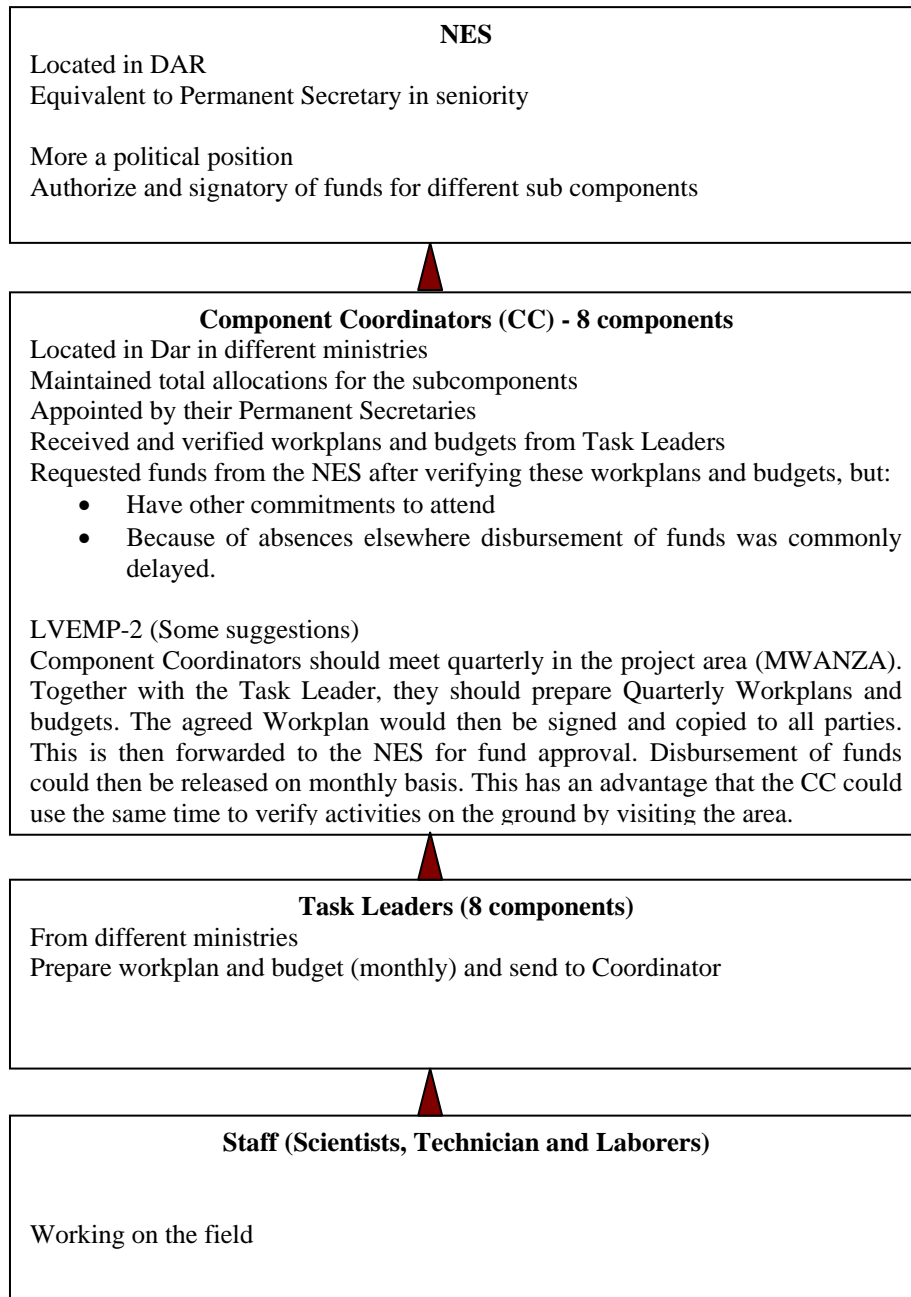 NES
Located in DAR
Equivalent to Permanent Secretary in seniority
More a political position
Authorize and signatory of funds for different sub components
Component Coordinators (CC) - 8 components
Located in Dar in different ministries
Maintained total allocations for the subcomponents
Appointed by their Permanent Secretaries
Received and verified workplans and budgets from Task Leaders
Requested funds from the NES after verifying these workplans and budgets, but:
• Have other commitments to attend
• Because of absences elsewhere disbursement of funds was commonly
delayed.
LVEMP-2 (Some suggestions)
Component Coordinators should meet quarterly in the project area (MWANZA).
Together with the Task Leader, they should prepare Quarterly Workplans and
budgets. The agreed Workplan would then be signed and copied to all parties.
This is then forwarded to the NES for fund approval. Disbursement of funds
could then be released on monthly basis. This has an advantage that the CC could
use the same time to verify activities on the ground by visiting the area.
Task Leaders (8 components)
From different ministries
Prepare workplan and budget (monthly) and send to Coordinator
Staff (Scientists, Technician and Laborers)
Working on the field